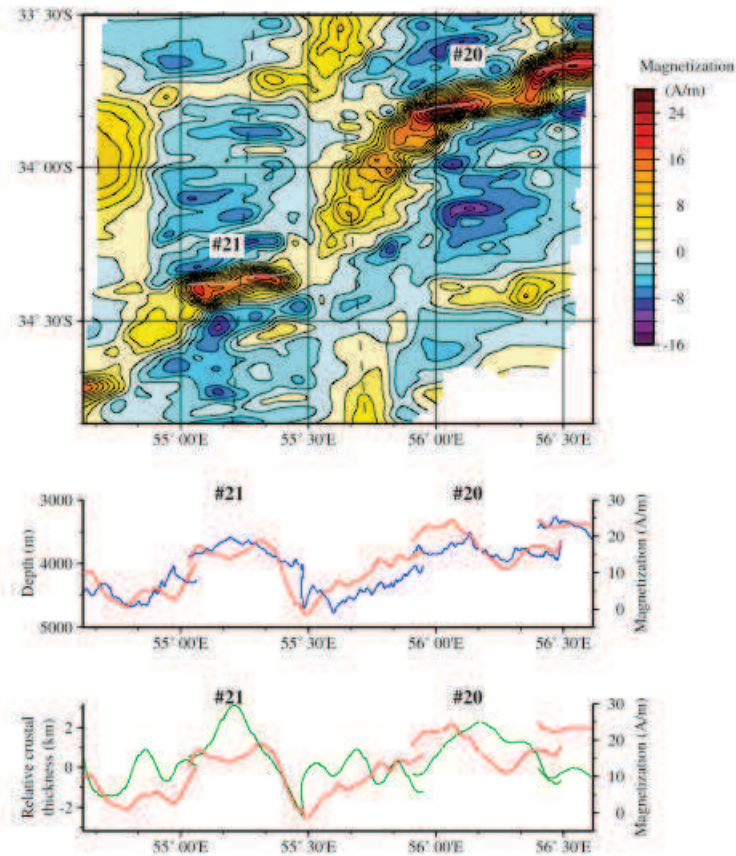 33° 30'S
#20
Magnetization
(A/m)
24
16
34° 00'S
8
#21
0
-8
34° 30'S
-16
55° 00'E 55° 30'E 56° 00'E 56° 30'E
#21 #20
3000 30
Depth (m) 4000 20 Magnetization (A/m)
10
5000 0
55° 00'E 55° 30'E 56° 00'E 56° 30'E
#21 #20
30
Relative crustal
thickness (km)
2 20 Magnetization (A/m)
0 10
-2 0
55° 00'E 55° 30'E 56° 00'E 56° 30'E